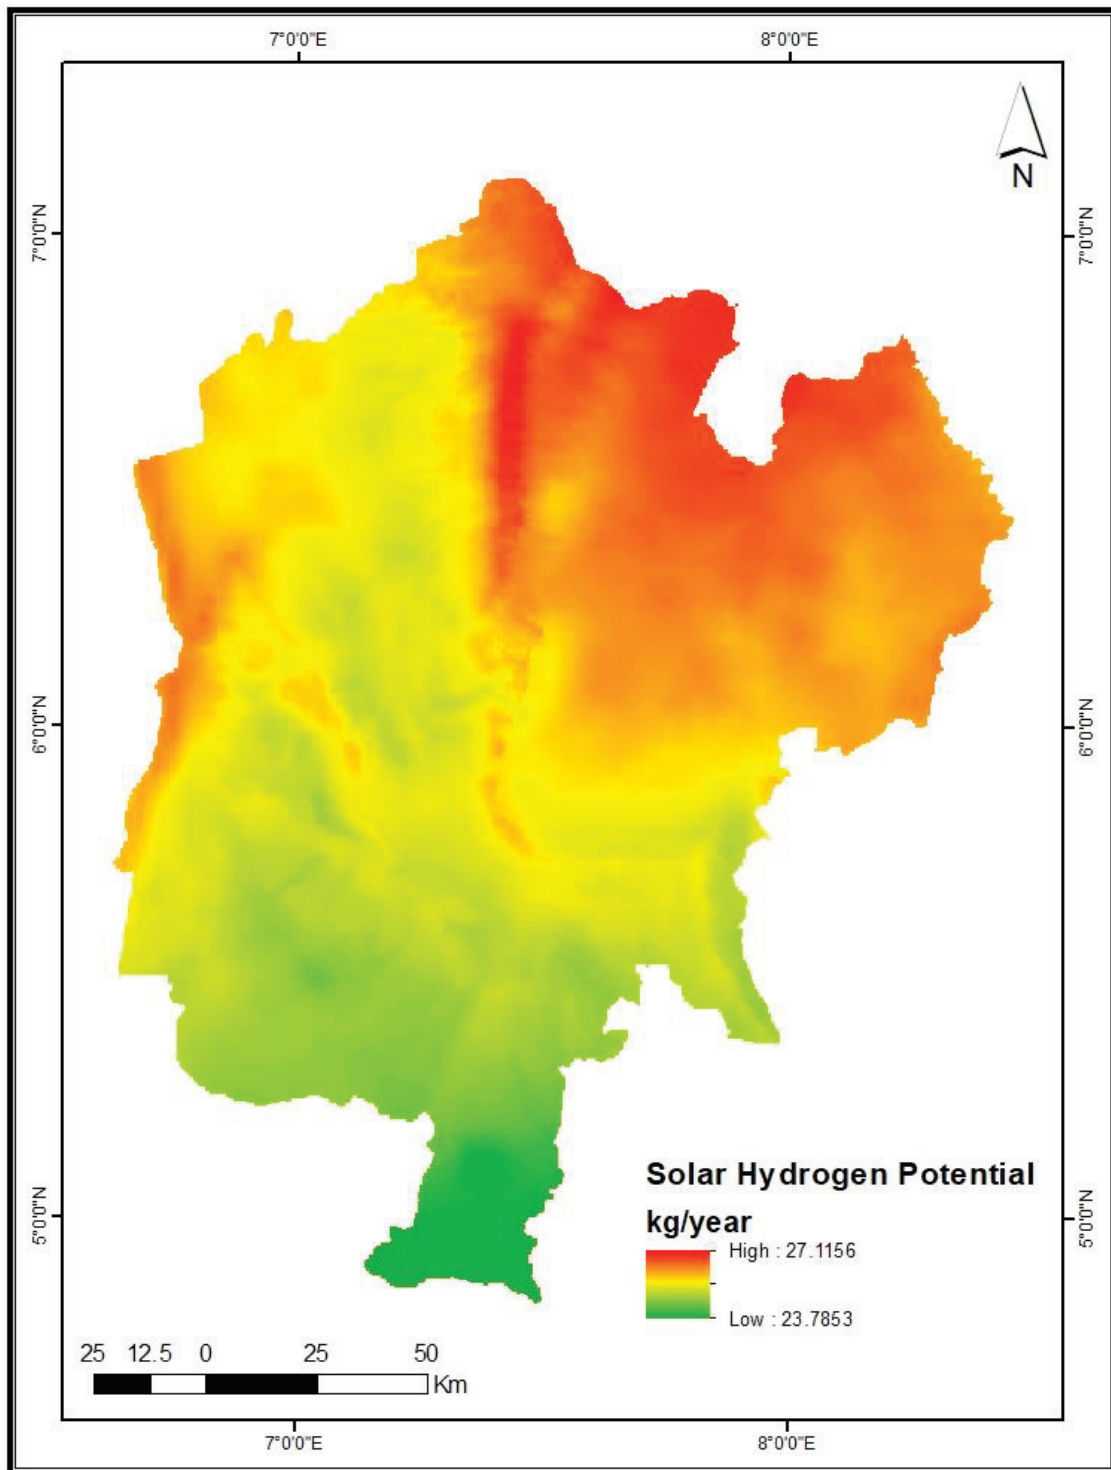 7°0'0"E 8°0'0"E
N
7°0'0"N 7°0'0"N
6°0'0"N 6°0'0"N
5°0'0"N 5°0'0"N
Solar Hydrogen Potential
kg/year
High : 27.1156
Low : 23.7853
25 12.5 0 25 50
Km
7°0'0"E 8°0'0"E